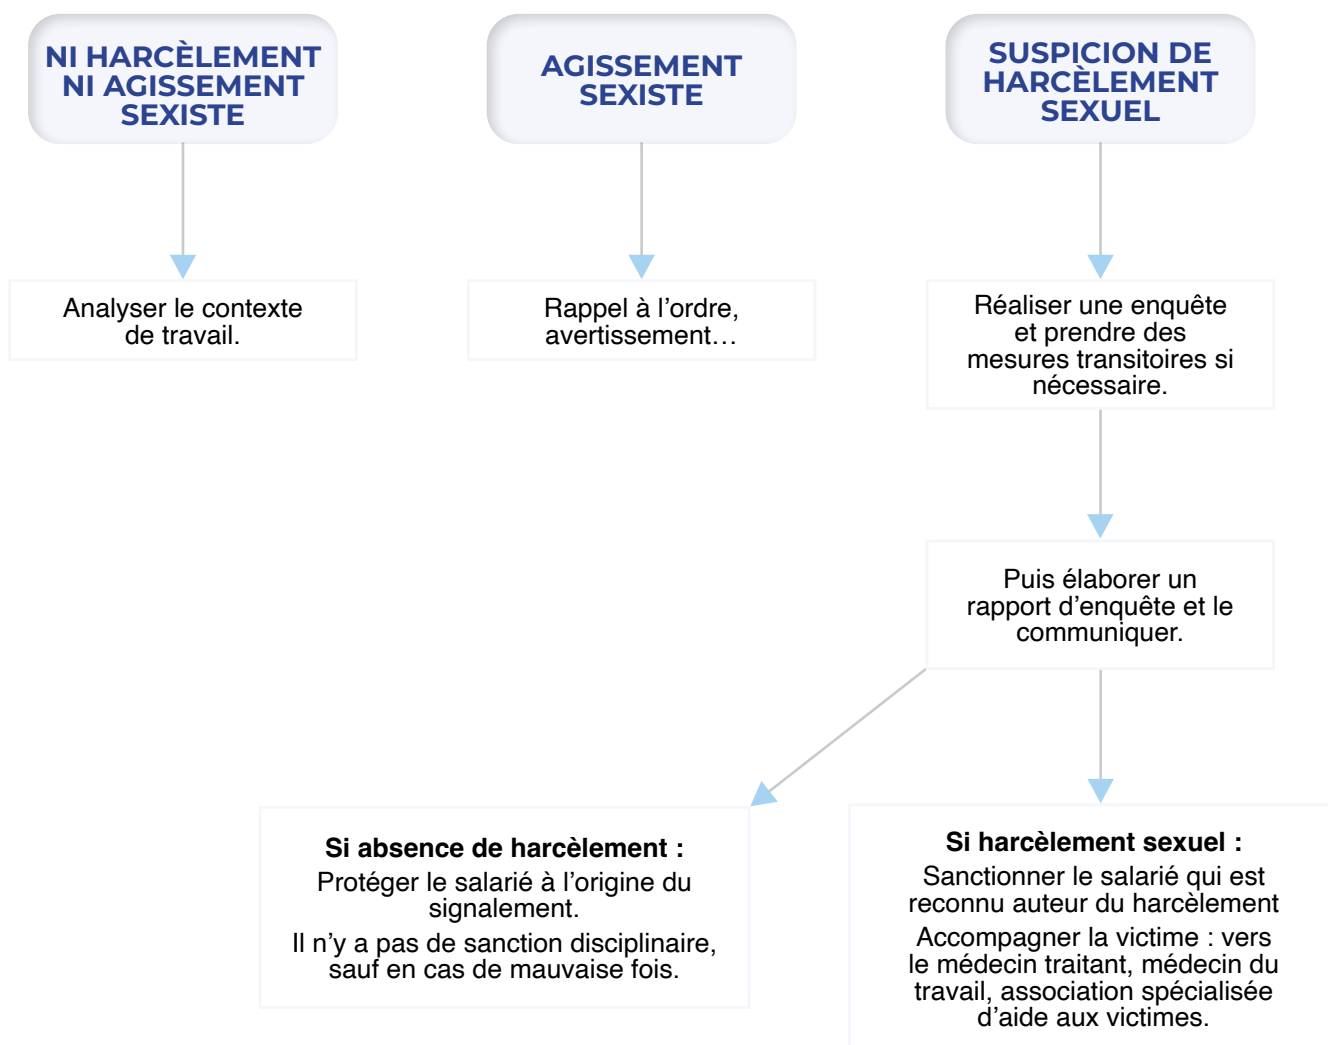 NI HARCÈLEMENT
NI AGISSEMENT
SEXISTE
AGISSEMENT
SEXISTE
SUSPICION DE
HARCÈLEMENT
SEXUEL
Analyser le contexte
de travail.
Rappel à l’ordre,
avertissement…
Réaliser une enquête
et prendre des
mesures transitoires si
nécessaire.
Puis élaborer un
rapport d’enquête et le
communiquer.
Si absence de harcèlement :
Protéger le salarié à l’origine du
signalement.
Il n’y a pas de sanction disciplinaire,
sauf en cas de mauvaise fois.
Si harcèlement sexuel :
Sanctionner le salarié qui est
reconnu auteur du harcèlement
Accompagner la victime : vers
le médecin traitant, médecin du
travail, association spécialisée
d’aide aux victimes.